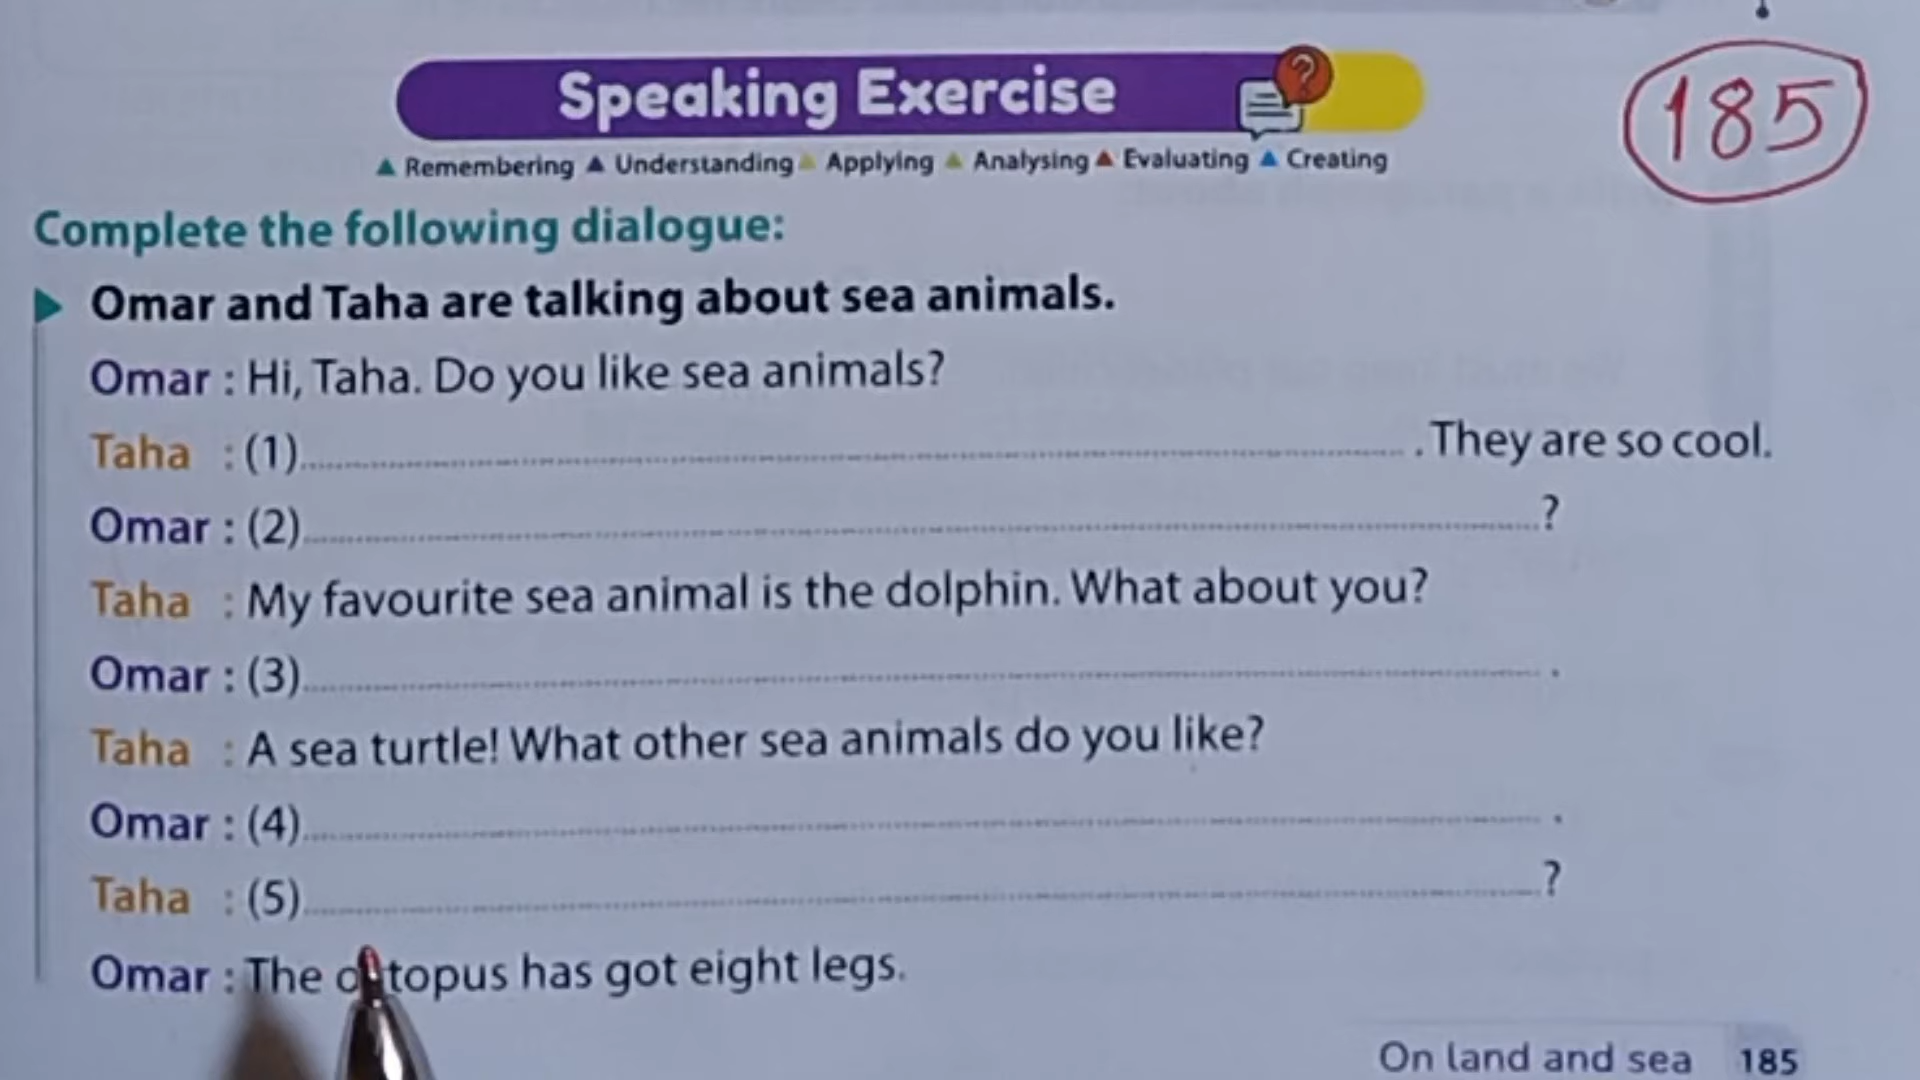 Speaking Exercise
?
185
Remembering Understanding Applying Analysing Evaluating Creating
Complete the following dialogue:
Omar and Taha are talking about sea animals.
Omar : Hi, Taha. Do you like sea animals?
Taha : (1)........................................ . They are so cool.
Omar : (2)........................................ ?
Taha : My favourite sea animal is the dolphin. What about you?
Omar : (3)........................................ .
Taha : A sea turtle! What other sea animals do you like?
Omar : (4)........................................ .
Taha : (5)........................................ ?
Omar : The octopus has got eight legs.
On land and sea 185